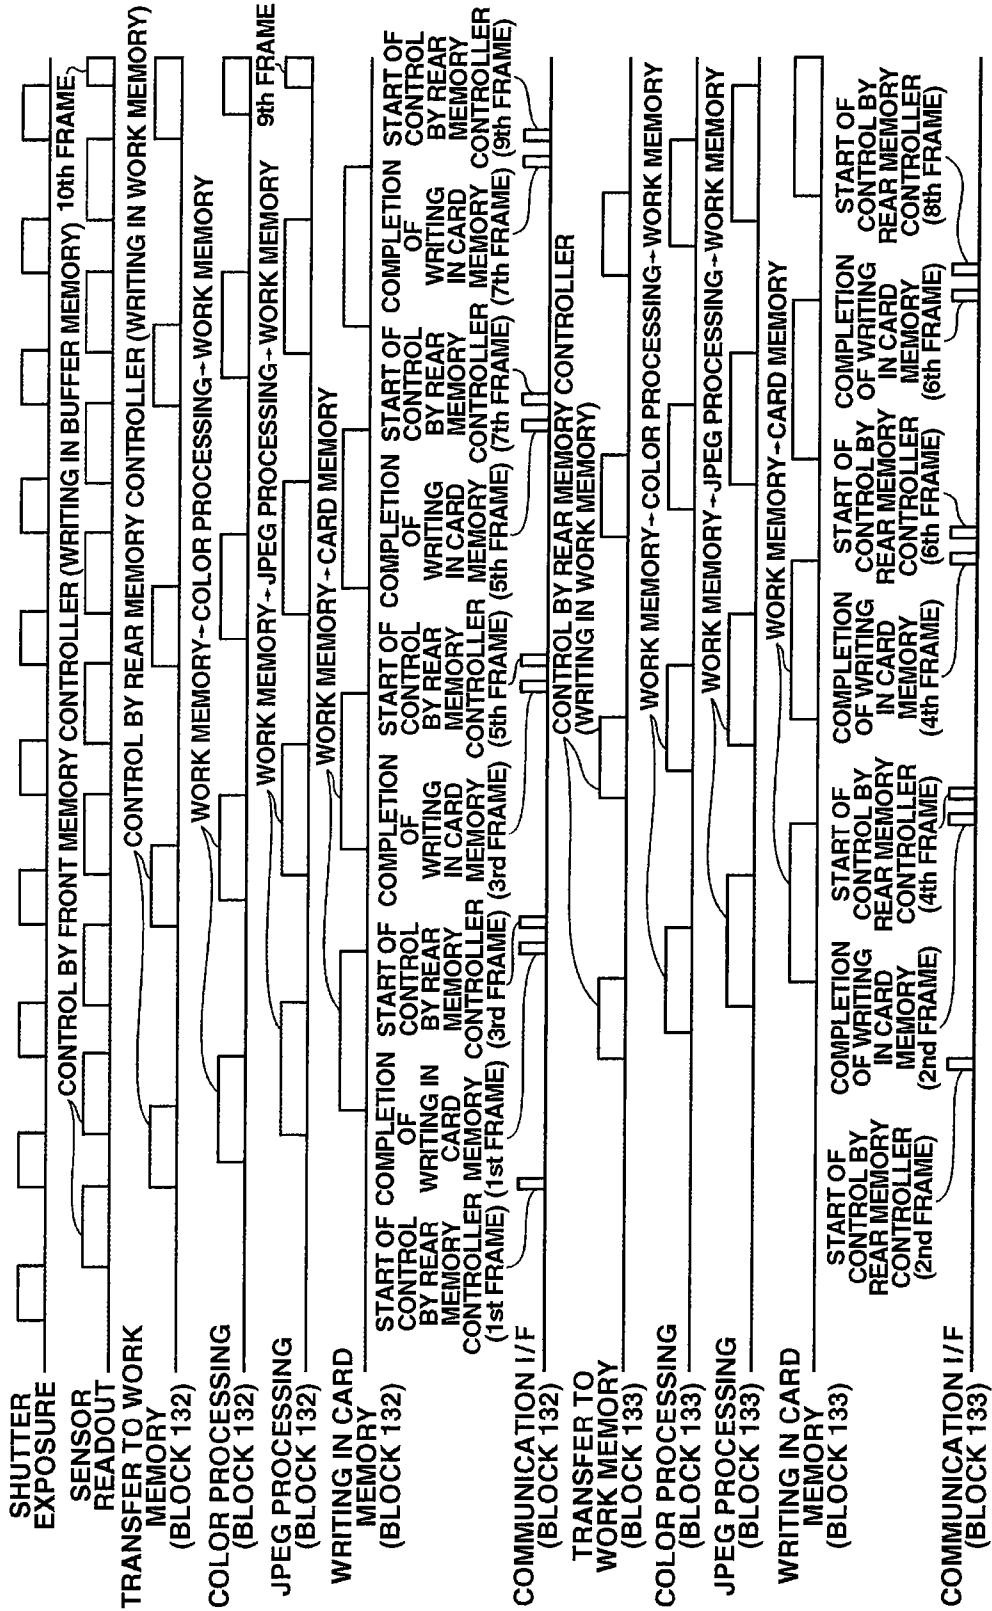 SHUTTER
EXPOSURE
SENSOR
READOUT
CONTROL BY FRONT MEMORY CONTROLLER (WRITING IN BUFFER MEMORY)
10th FRAME
TRANSFER TO WORK
MEMORY
(BLOCK 132)
CONTROL BY REAR MEMORY CONTROLLER (WRITING IN WORK MEMORY)
COLOR PROCESSING
(BLOCK 132)
WORK MEMORY→COLOR PROCESSING→WORK MEMORY
JPEG PROCESSING
(BLOCK 132)
WORK MEMORY→JPEG PROCESSING→WORK MEMORY
9th FRAME
WRITING IN CARD
MEMORY
(BLOCK 132)
WORK MEMORY→CARD MEMORY
START OF
CONTROL
BY REAR
MEMORY
CONTROLLER
(1st FRAME)
COMPLETION
OF
WRITING IN
CARD
MEMORY
(1st FRAME)
START OF
CONTROL
BY REAR
MEMORY
CONTROLLER
(3rd FRAME)
COMPLETION
OF
WRITING
IN CARD
MEMORY
(3rd FRAME)
START OF
CONTROL
BY REAR
MEMORY
CONTROLLER
(5th FRAME)
COMPLETION
OF
WRITING
IN CARD
MEMORY
(5th FRAME)
START OF
CONTROL
BY REAR
MEMORY
CONTROLLER
(7th FRAME)
COMPLETION
OF
WRITING
IN CARD
MEMORY
(7th FRAME)
START OF
CONTROL
BY REAR
MEMORY
CONTROLLER
(9th FRAME)
COMMUNICATION I/F
(BLOCK 132)
TRANSFER TO
WORK MEMORY
(BLOCK 133)
CONTROL BY REAR MEMORY CONTROLLER
(WRITING IN WORK MEMORY)
COLOR PROCESSING
(BLOCK 133)
WORK MEMORY→COLOR PROCESSING→WORK MEMORY
JPEG PROCESSING
(BLOCK 133)
WORK MEMORY→JPEG PROCESSING→WORK MEMORY
WRITING IN CARD
MEMORY
(BLOCK 133)
WORK MEMORY→CARD MEMORY
START OF
CONTROL BY
REAR MEMORY
CONTROLLER
(2nd FRAME)
COMPLETION
OF WRITING
IN CARD
MEMORY
(2nd FRAME)
START OF
CONTROL BY
REAR MEMORY
CONTROLLER
(4th FRAME)
COMPLETION
OF WRITING
IN CARD
MEMORY
(4th FRAME)
START OF
CONTROL BY
REAR MEMORY
CONTROLLER
(6th FRAME)
COMPLETION
OF WRITING
IN CARD
MEMORY
(6th FRAME)
START OF
CONTROL BY
REAR MEMORY
CONTROLLER
(8th FRAME)
COMMUNICATION I/F
(BLOCK 133)